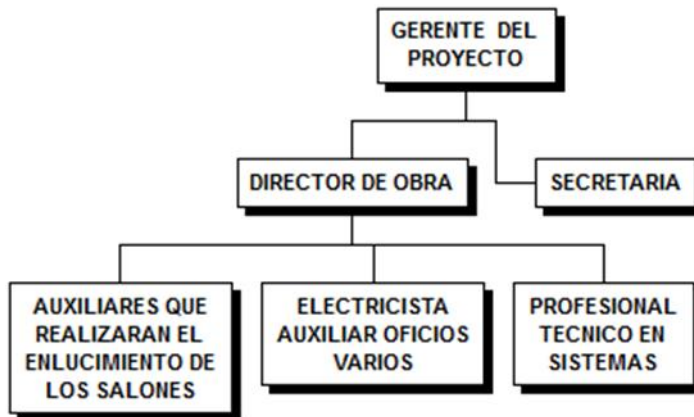 GERENTE DEL
PROYECTO
DIRECTOR DE OBRA
SECRETARIA
AUXILIARES QUE
REALIZARAN EL
ENLUCIMIENTO DE
LOS SALONES
ELECTRICISTA
AUXILIAR OFICIOS
VARIOS
PROFESIONAL
TECNICO EN
SISTEMAS